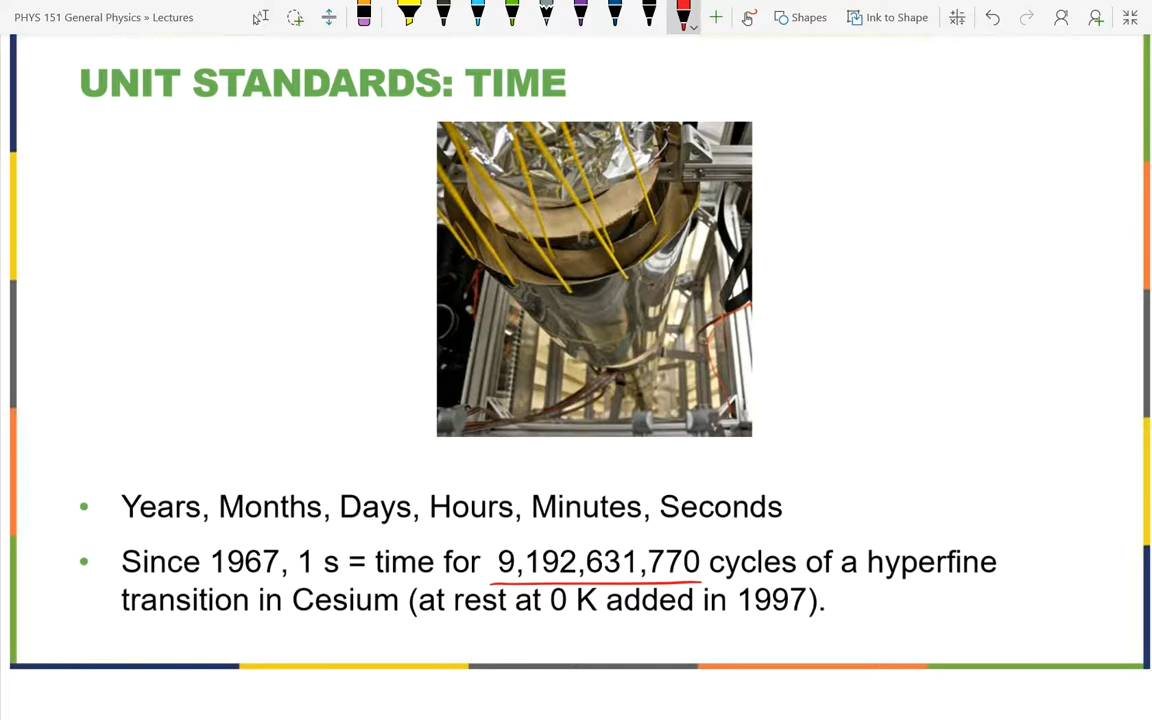 PHYS 151 General Physics » Lectures
Shapes
Ink to Shape
UNIT STANDARDS: TIME
• Years, Months, Days, Hours, Minutes, Seconds
• Since 1967, 1 s = time for 9,192,631,770 cycles of a hyperfine
transition in Cesium (at rest at 0 K added in 1997).